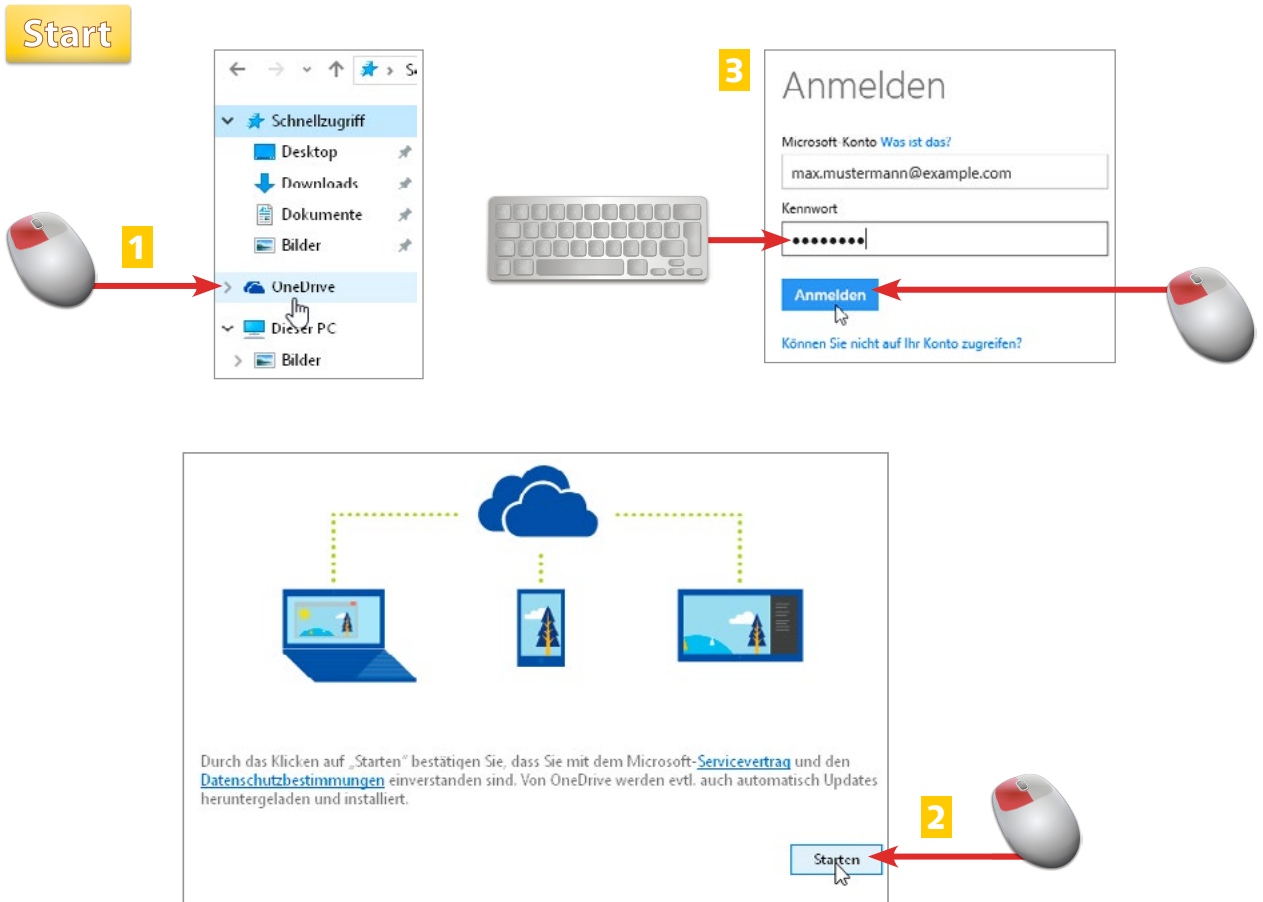 Start
1
S
Schnellzugriff
Desktop
Downloads
Dokumente
Bilder
OneDrive
Dieser PC
Bilder
3
Anmelden
Microsoft-Konto Was ist das?
max.mustermann@example.com
Kennwort
Anmelden
Können Sie nicht auf Ihr Konto zugreifen?
Durch das Klicken auf „Starten“ bestätigen Sie, dass Sie mit dem Microsoft-Servicevertrag und den
Datenschutzbestimmungen einverstanden sind. Von OneDrive werden evtl. auch automatisch Updates
heruntergeladen und installiert.
2
Starten